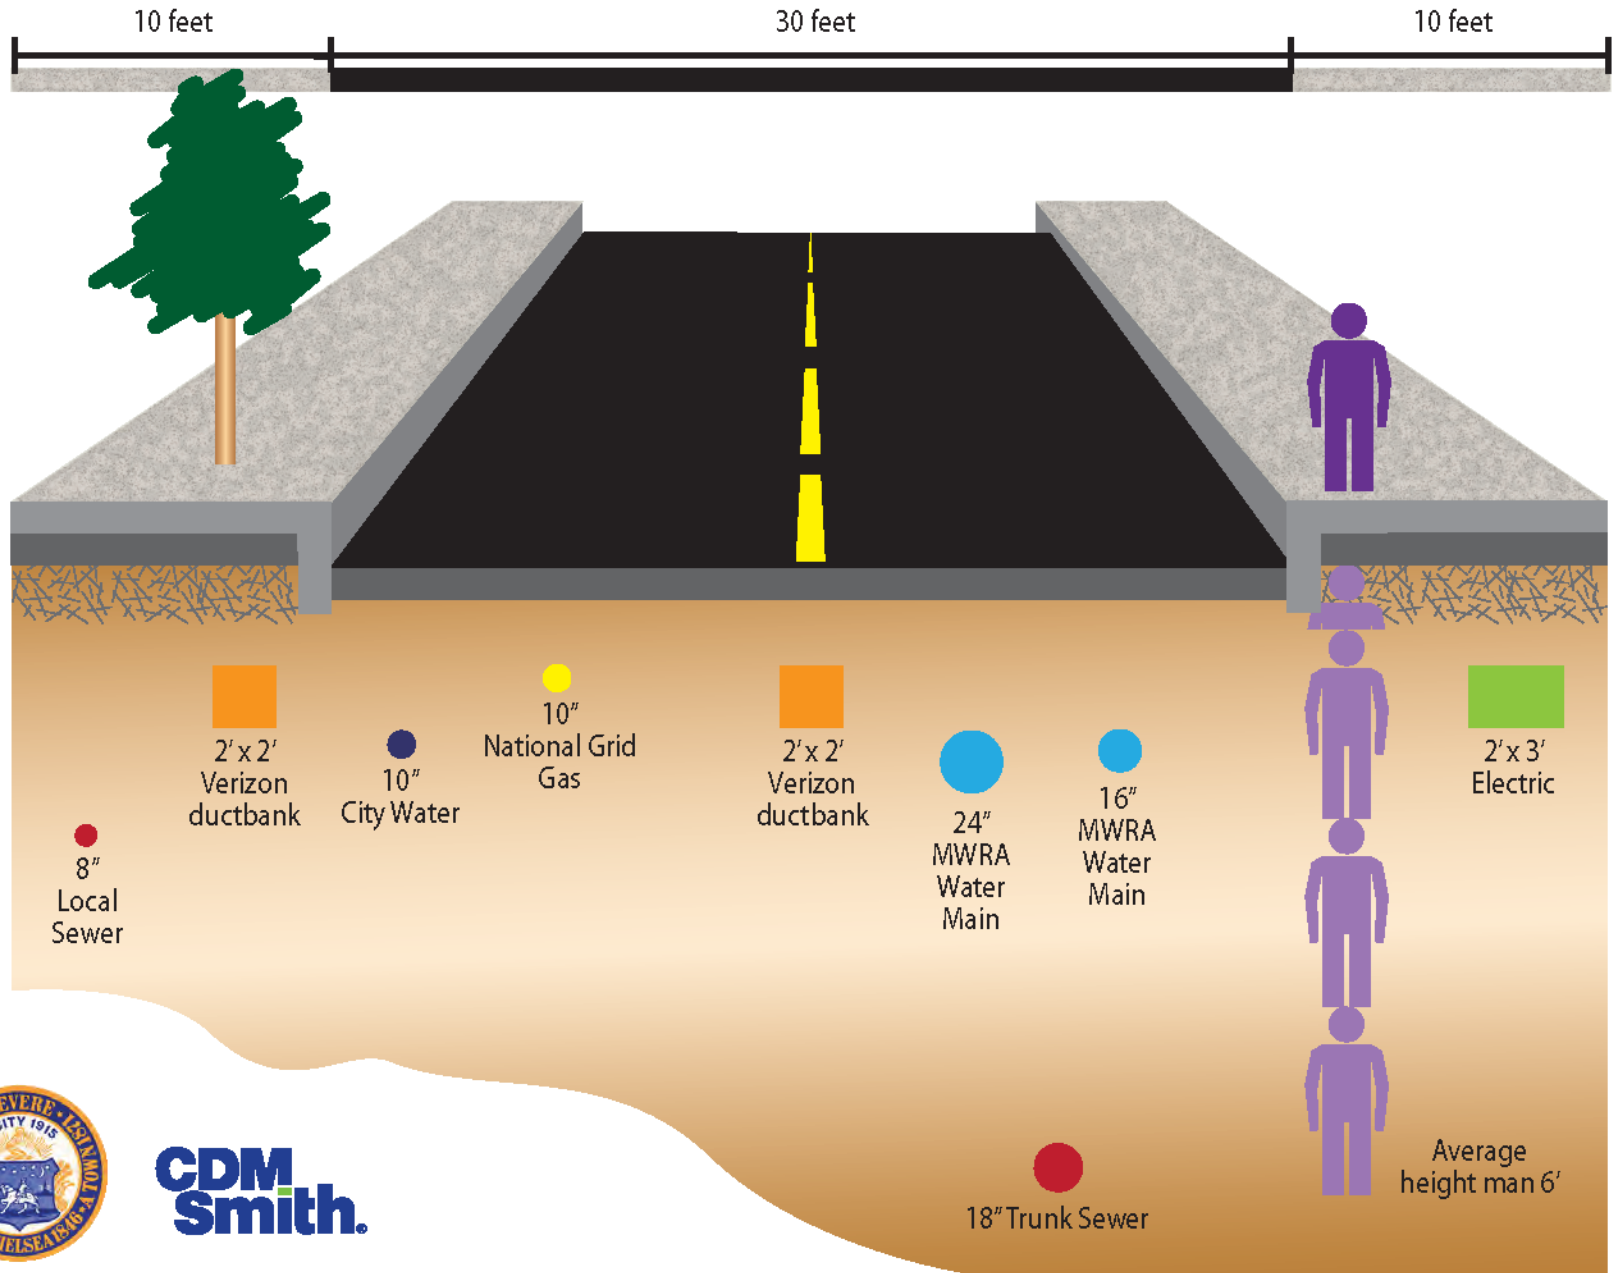 10 feet
30 feet
10 feet
10″
National Grid
Gas
2′ x 2′
Verizon
ductbank
10″
City Water
2′ x 2′
Verizon
ductbank
2′ x 3′
Electric
16″
MWRA
Water
Main
24″
MWRA
Water
Main
8″
Local
Sewer
CITY 1915
CDM
Smith®
Average
height man 6′
18″ Trunk Sewer